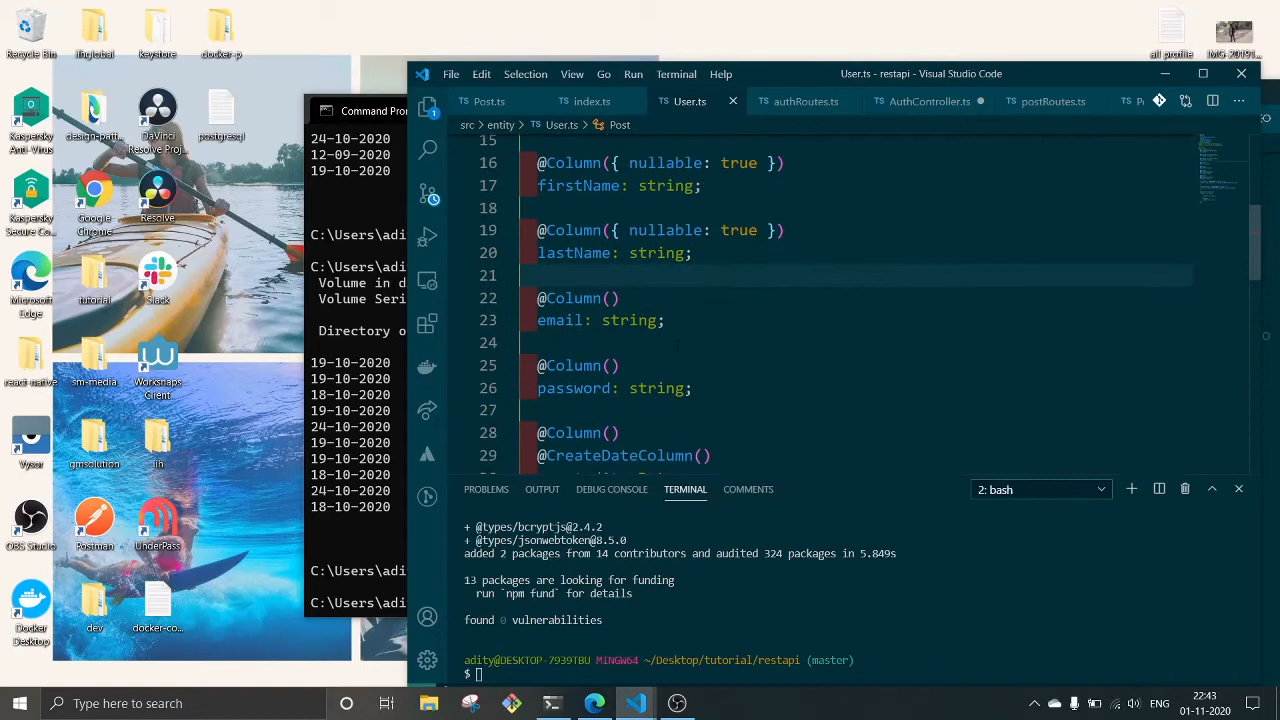 Recycle Bin
ifhglobal
keystore
docker-p
all profile
IMG-20191...
Kaspersky
Anti-Virus
design-patt...
DaVinci
Resolve Proj...
postgresql
Kaspersky
Secure Co...
Google
Chrome
Resolve
Microsoft
Edge
tutorial
Slack
react-native
sm-media
Worksnaps
Client
Vysor
gmsolution
lih
OBS Studio
Postman
UnderPass
Docker
Desktop
dev
docker-co...
Command Pro
24-10-2020
12-09-2020
19-10-2020
C:\Users\adi
C:\Users\adi
Volume in d
Volume Seri
Directory o
19-10-2020
19-10-2020
18-10-2020
19-10-2020
24-10-2020
19-10-2020
19-10-2020
18-10-2020
24-10-2020
18-10-2020
C:\Users\adi
C:\Users\adi
File Edit Selection View Go Run Terminal Help
User.ts - restapi - Visual Studio Code
Post.ts index.ts User.ts authRoutes.ts AuthController.ts postRoutes.ts
src > entity > User.ts > Post
15
16 @Column({ nullable: true })
17 firstName: string;
18
19 @Column({ nullable: true })
20 lastName: string;
21
22 @Column()
23 email: string;
24
25 @Column()
26 password: string;
27
28 @Column()
29 @CreateDateColumn()
PROBLEMS OUTPUT DEBUG CONSOLE TERMINAL COMMENTS 2: bash
+ @types/bcryptjs@2.4.2
+ @types/jsonwebtoken@8.5.0
added 2 packages from 14 contributors and audited 324 packages in 5.849s
13 packages are looking for funding
run `npm fund` for details
found 0 vulnerabilities
adity@DESKTOP-7939TBU MINGW64 ~/Desktop/tutorial/restapi (master)
$
Type here to search
ENG
22:43
01-11-2020